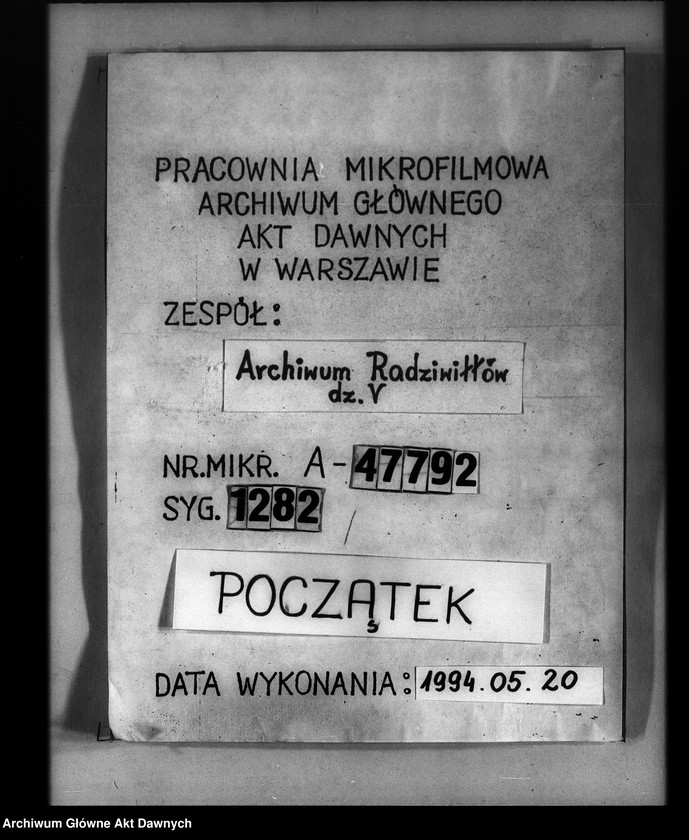 PRACOWNIA MIKROFILMOWA
ARCHIWUM GŁÓWNEGO
AKT DAWNYCH
W WARSZAWIE
ZESPÓŁ:
Archiwum Radziwiłłów
dz. V
NR.MIKR. A-47792
SYG. 1282 /
POCZĄTEK
DATA WYKONANIA: 1994.05.20
Archiwum Główne Akt Dawnych